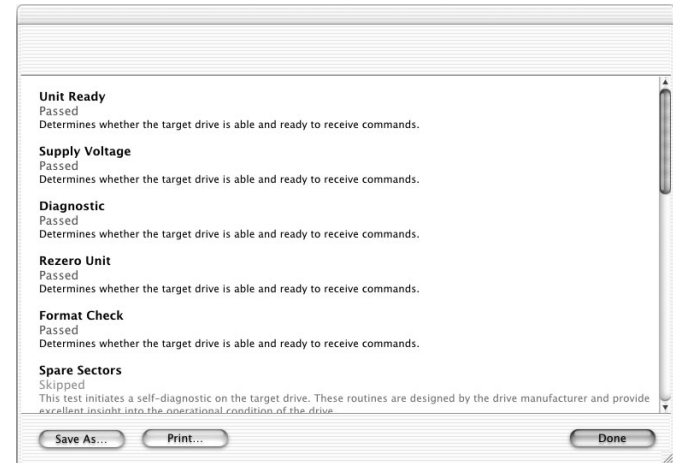 Unit Ready
Passed
Determines whether the target drive is able and ready to receive commands.
Supply Voltage
Passed
Determines whether the target drive is able and ready to receive commands.
Diagnostic
Passed
Determines whether the target drive is able and ready to receive commands.
Rezero Unit
Passed
Determines whether the target drive is able and ready to receive commands.
Format Check
Passed
Determines whether the target drive is able and ready to receive commands.
Spare Sectors
Skipped
This test initiates a self-diagnostic on the target drive. These routines are designed by the drive manufacturer and provide
excellent insight into the operational condition of the drive.
Save As... Print... Done